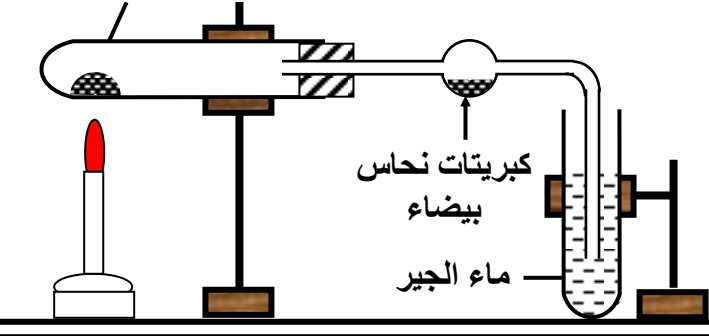 كبريتات نحاس
بيضاء
ماء الجير